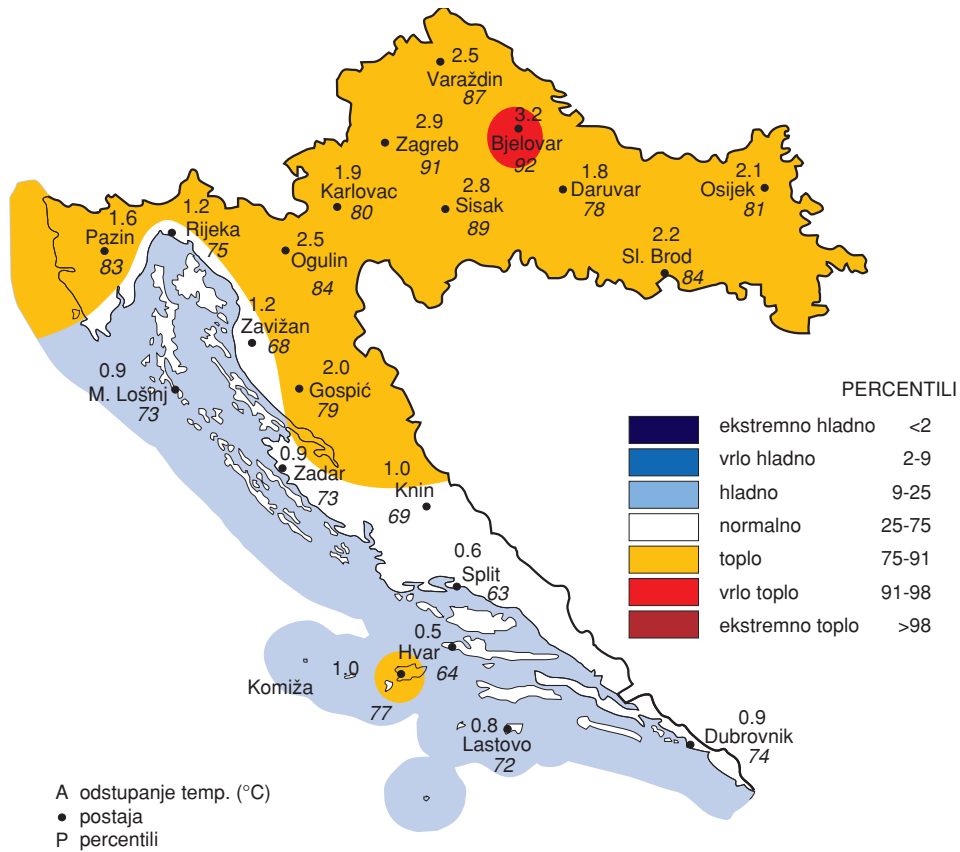 2.5
Varaždin
87
3.2
Bjelovar
92
2.9
Zagreb
91
1.9
Karlovac
80
2.8
Sisak
89
1.8
Daruvar
78
2.1
Osijek
81
2.2
Sl. Brod
84
1.6
Pazin
83
1.2
Rijeka
75
2.5
Ogulin
84
1.2
Zavižan
68
2.0
Gospić
79
0.9
M. Lošinj
73
0.9
Zadar
73
1.0
Knin
69
0.6
Split
63
0.5
Hvar
64
1.0
Komiža
77
0.8
Lastovo
72
0.9
Dubrovnik
74
PERCENTILI
ekstremno hladno <2
vrlo hladno 2-9
hladno 9-25
normalno 25-75
toplo 75-91
vrlo toplo 91-98
ekstremno toplo >98
A odstupanje temp. (°C)
• postaja
P percentili